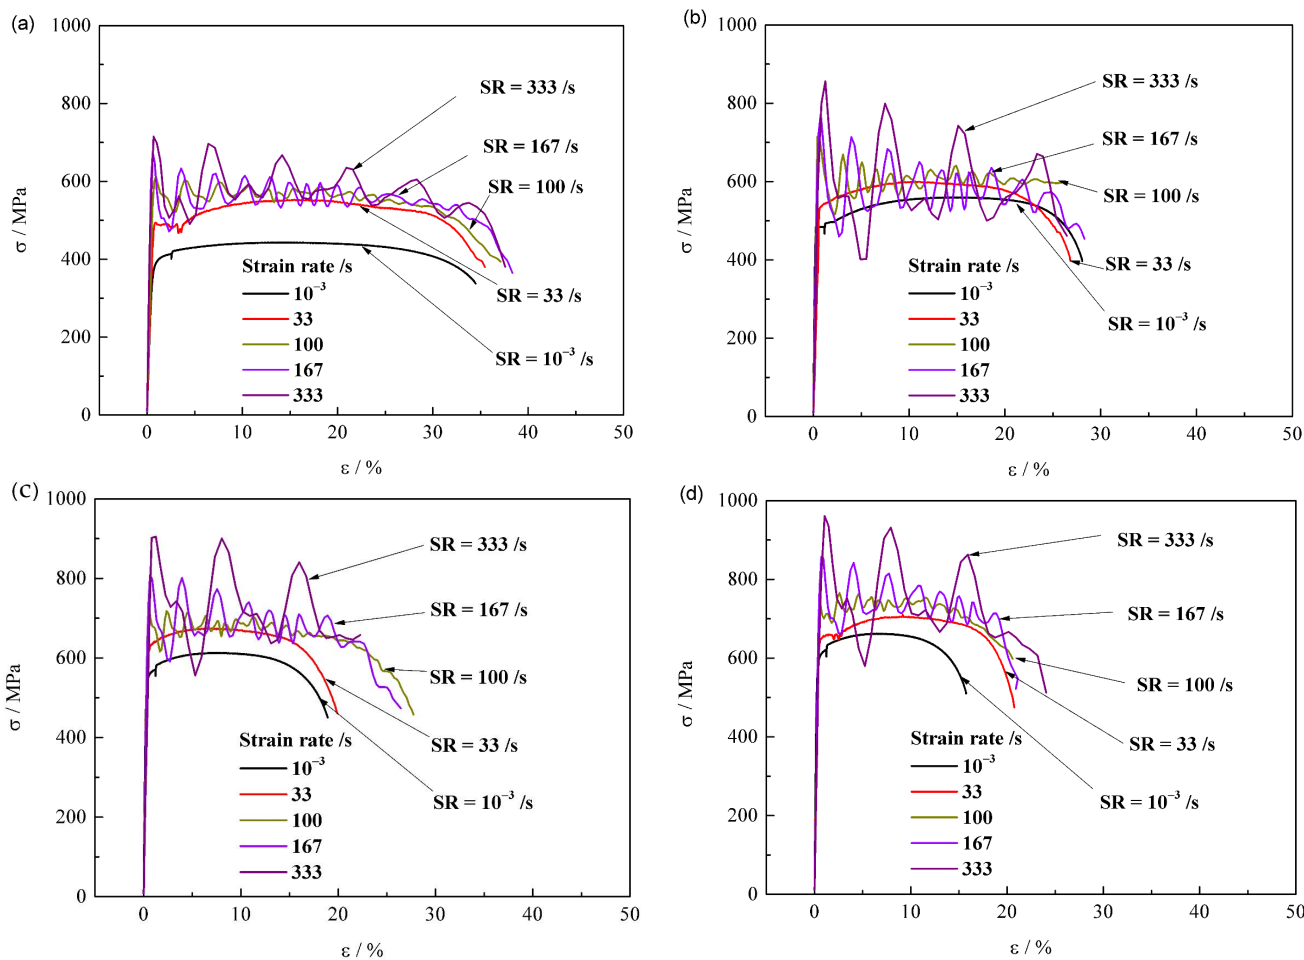 (a)
1000
800
600
400
200
0
σ / MPa
SR = 333 /s
SR = 167 /s
SR = 100 /s
SR = 33 /s
SR = 10⁻³ /s
Strain rate /s
10⁻³
33
100
167
333
0 10 20 30 40 50
ε / %
(b)
1000
800
600
400
200
0
σ / MPa
SR = 333 /s
SR = 167 /s
SR = 100 /s
SR = 33 /s
SR = 10⁻³ /s
Strain rate /s
10⁻³
33
100
167
333
0 10 20 30 40 50
ε / %
(c)
1000
800
600
400
200
0
σ / MPa
SR = 333 /s
SR = 167 /s
SR = 100 /s
SR = 33 /s
SR = 10⁻³ /s
Strain rate /s
10⁻³
33
100
167
333
0 10 20 30 40 50
ε / %
(d)
1000
800
600
400
200
0
σ / MPa
SR = 333 /s
SR = 167 /s
SR = 100 /s
SR = 33 /s
SR = 10⁻³ /s
Strain rate /s
10⁻³
33
100
167
333
0 10 20 30 40 50
ε / %